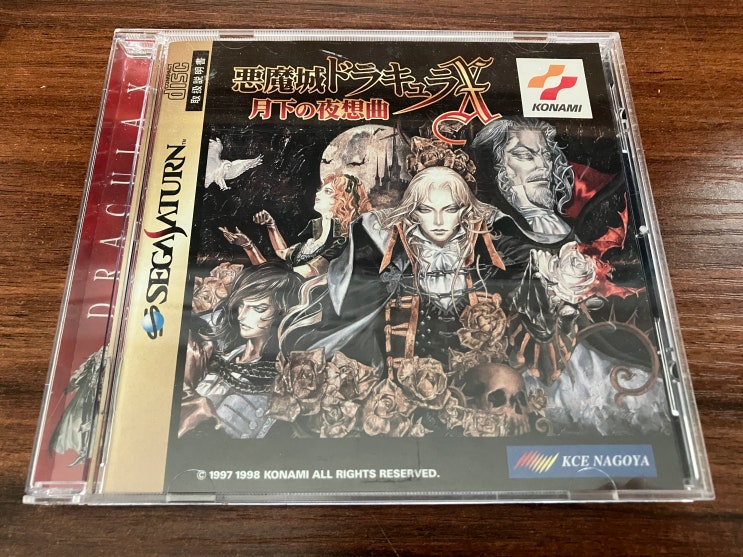 DISC
取扱説明書
悪魔城ドラキュラX
月下の夜想曲
KONAMI
SEGA SATURN™
DRACULA X
© 1997 1998 KONAMI ALL RIGHTS RESERVED.
KCE NAGOYA